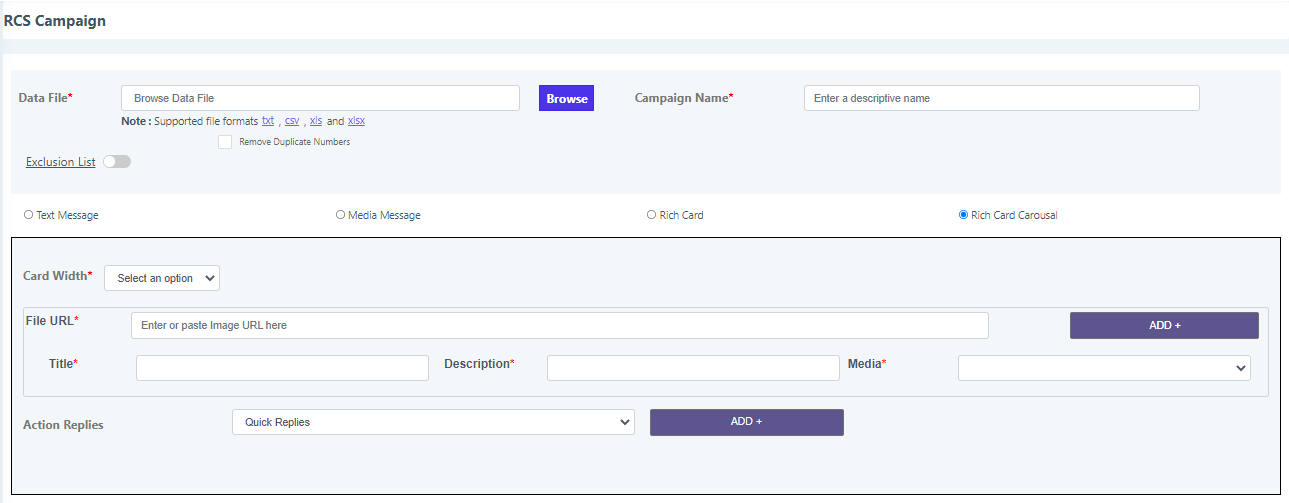 RCS Campaign
Data File* Browse Data File Browse Campaign Name* Enter a descriptive name
Note : Supported file formats txt , csv , xls and xlsx
Remove Duplicate Numbers
Exclusion List
Text Message Media Message Rich Card Rich Card Carousal
Card Width* Select an option
File URL* Enter or paste Image URL here ADD +
Title* Description* Media*
Action Replies Quick Replies ADD +